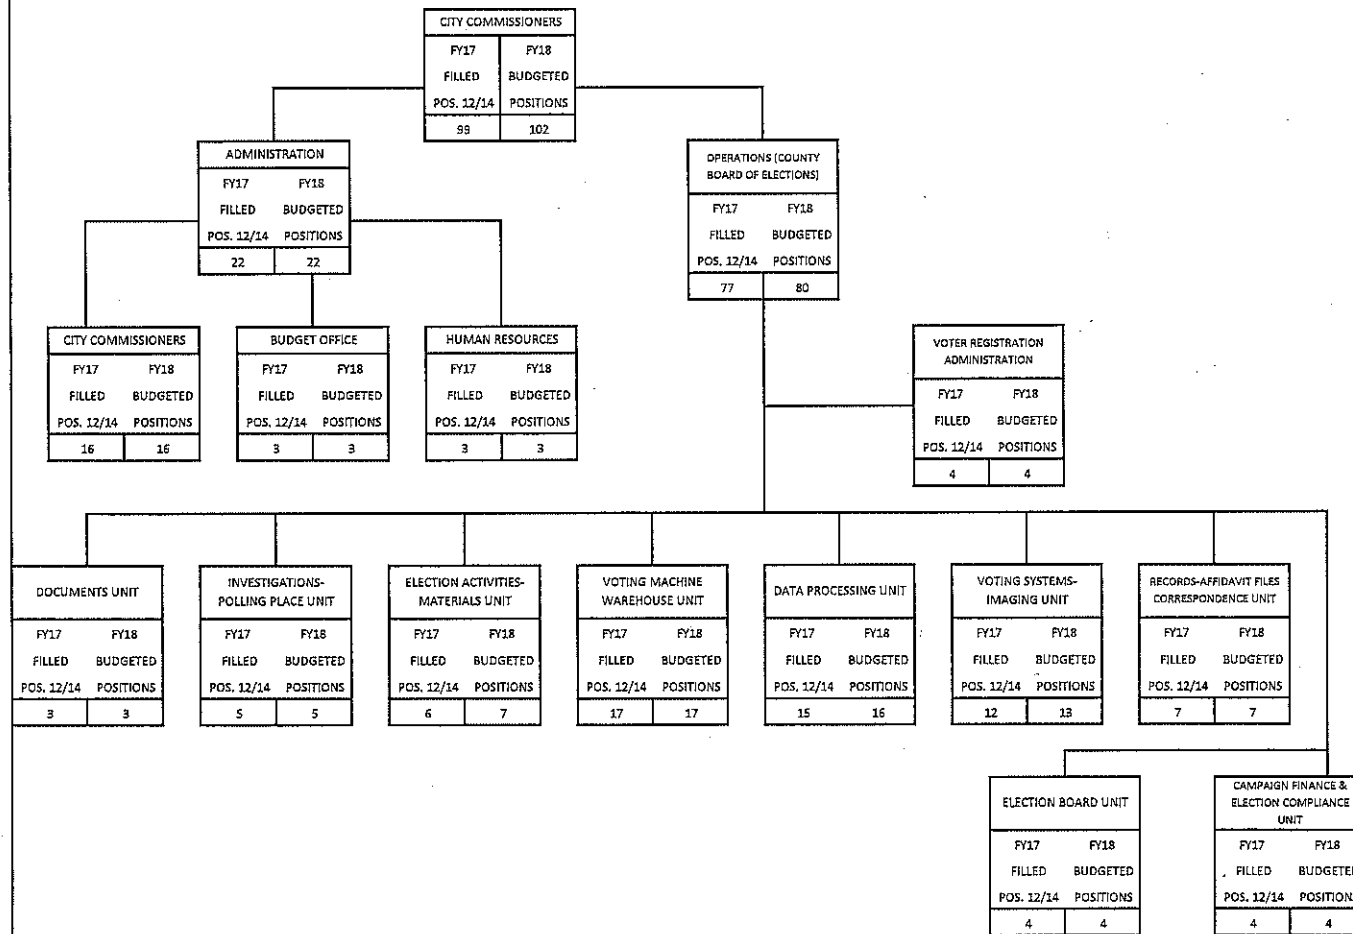 CITY COMMISSIONERS
FY17 FY18
FILLED BUDGETED
POS. 12/14 POSITIONS
99 102
ADMINISTRATION
FY17 FY18
FILLED BUDGETED
POS. 12/14 POSITIONS
22 22
OPERATIONS (COUNTY
BOARD OF ELECTIONS)
FY17 FY18
FILLED BUDGETED
POS. 12/14 POSITIONS
77 80
CITY COMMISSIONERS
FY17 FY18
FILLED BUDGETED
POS. 12/14 POSITIONS
16 16
BUDGET OFFICE
FY17 FY18
FILLED BUDGETED
POS. 12/14 POSITIONS
3 3
HUMAN RESOURCES
FY17 FY18
FILLED BUDGETED
POS. 12/14 POSITIONS
3 3
VOTER REGISTRATION
ADMINISTRATION
FY17 FY18
FILLED BUDGETED
POS. 12/14 POSITIONS
4 4
DOCUMENTS UNIT
FY17 FY18
FILLED BUDGETED
POS. 12/14 POSITIONS
3 3
INVESTIGATIONS-
POLLING PLACE UNIT
FY17 FY18
FILLED BUDGETED
POS. 12/14 POSITIONS
5 5
ELECTION ACTIVITIES-
MATERIALS UNIT
FY17 FY18
FILLED BUDGETED
POS. 12/14 POSITIONS
6 7
VOTING MACHINE
WAREHOUSE UNIT
FY17 FY18
FILLED BUDGETED
POS. 12/14 POSITIONS
17 17
DATA PROCESSING UNIT
FY17 FY18
FILLED BUDGETED
POS. 12/14 POSITIONS
15 16
VOTING SYSTEMS-
IMAGING UNIT
FY17 FY18
FILLED BUDGETED
POS. 12/14 POSITIONS
12 13
RECORDS-AFFIDAVIT FILES
CORRESPONDENCE UNIT
FY17 FY18
FILLED BUDGETED
POS. 12/14 POSITIONS
7 7
ELECTION BOARD UNIT
FY17 FY18
FILLED BUDGETED
POS. 12/14 POSITIONS
4 4
CAMPAIGN FINANCE &
ELECTION COMPLIANCE
UNIT
FY17 FY18
FILLED BUDGETED
POS. 12/14 POSITIONS
4 4